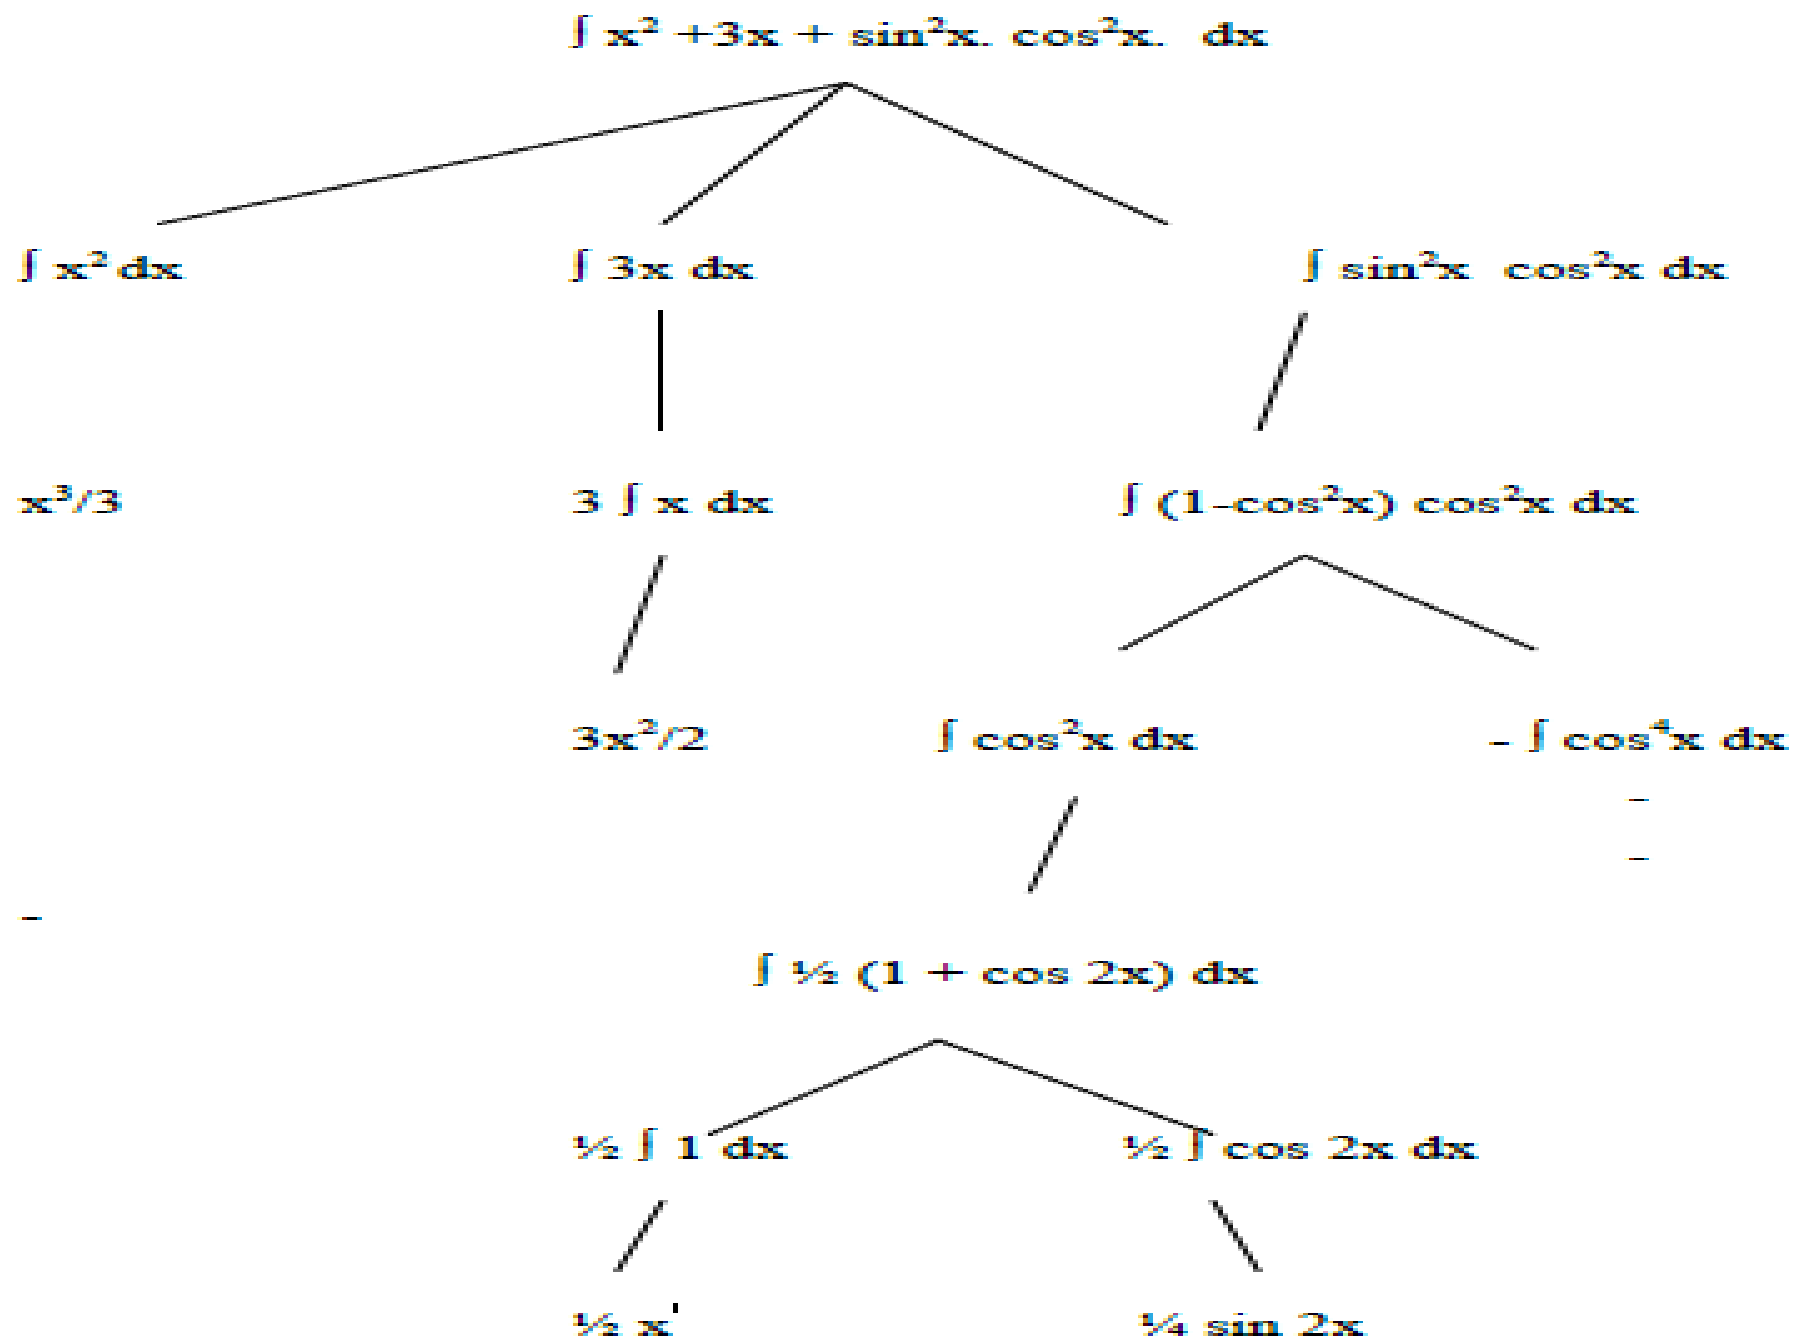 ∫ x² +3x + sin²x. cos²x. dx
∫ x² dx ∫ 3x dx ∫ sin²x cos²x dx
x³/3 3 ∫ x dx ∫ (1-cos²x) cos²x dx
3x²/2 ∫ cos²x dx - ∫ cos⁴x dx
∫ ½ (1 + cos 2x) dx
½ ∫ 1 dx ½ ∫ cos 2x dx
½ x ¼ sin 2x